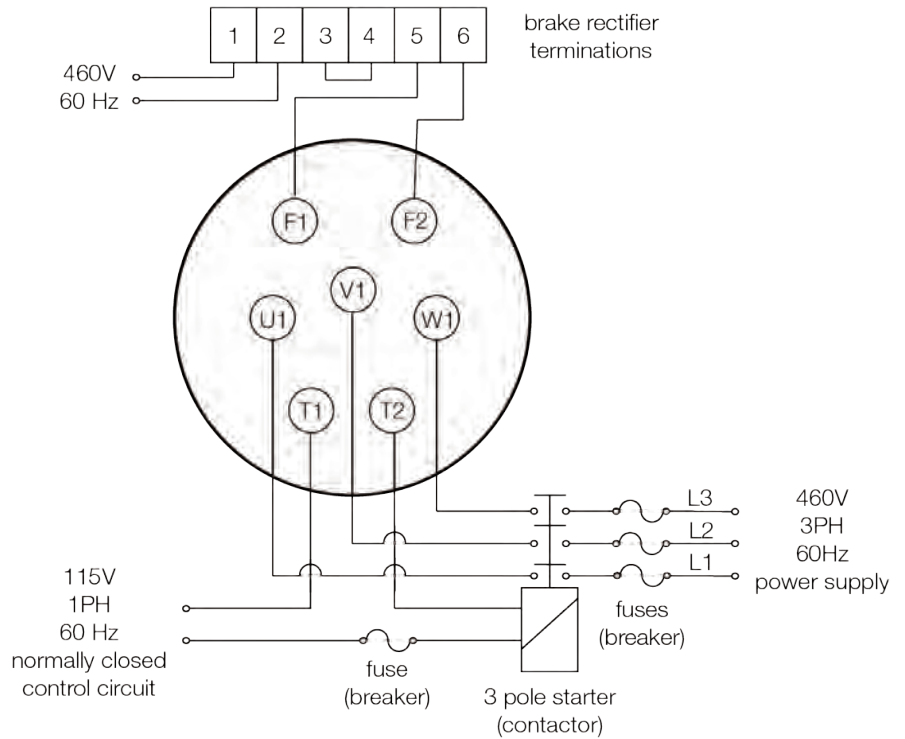 1 2 3 4 5 6
brake rectifier
terminations
460V
60 Hz
F1 F2
V1
U1 W1
T1 T2
L3
L2
L1
460V
3PH
60Hz
power supply
115V
1PH
60 Hz
normally closed
control circuit
fuses
(breaker)
fuse
(breaker)
3 pole starter
(contactor)